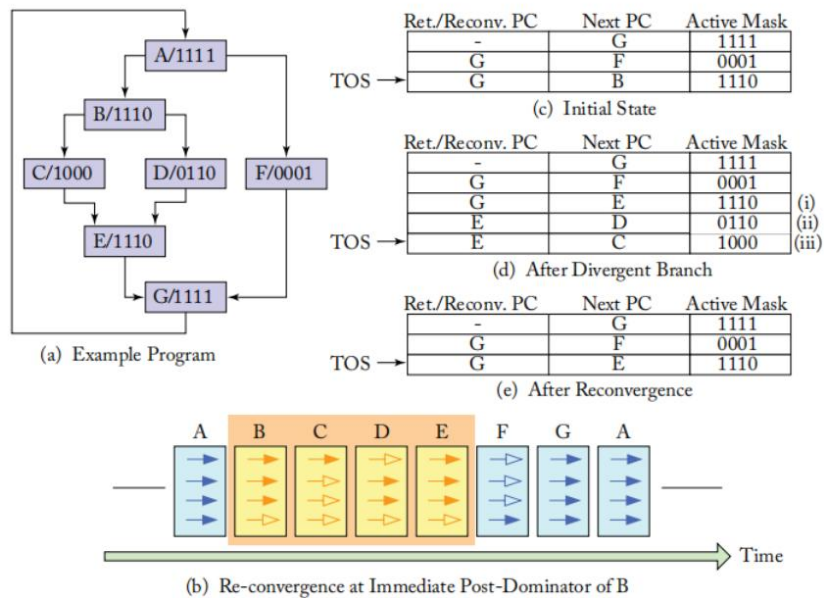 A/1111
B/1110
C/1000 D/0110 F/0001
E/1110
G/1111
(a) Example Program
Ret./Reconv. PC Next PC Active Mask
- G 1111
G F 0001
TOS G B 1110
(c) Initial State
Ret./Reconv. PC Next PC Active Mask
- G 1111
G F 0001
G E 1110 (i)
E D 0110 (ii)
TOS E C 1000 (iii)
(d) After Divergent Branch
Ret./Reconv. PC Next PC Active Mask
- G 1111
G F 0001
TOS G E 1110
(e) After Reconvergence
A B C D E F G A
Time
(b) Re-convergence at Immediate Post-Dominator of B